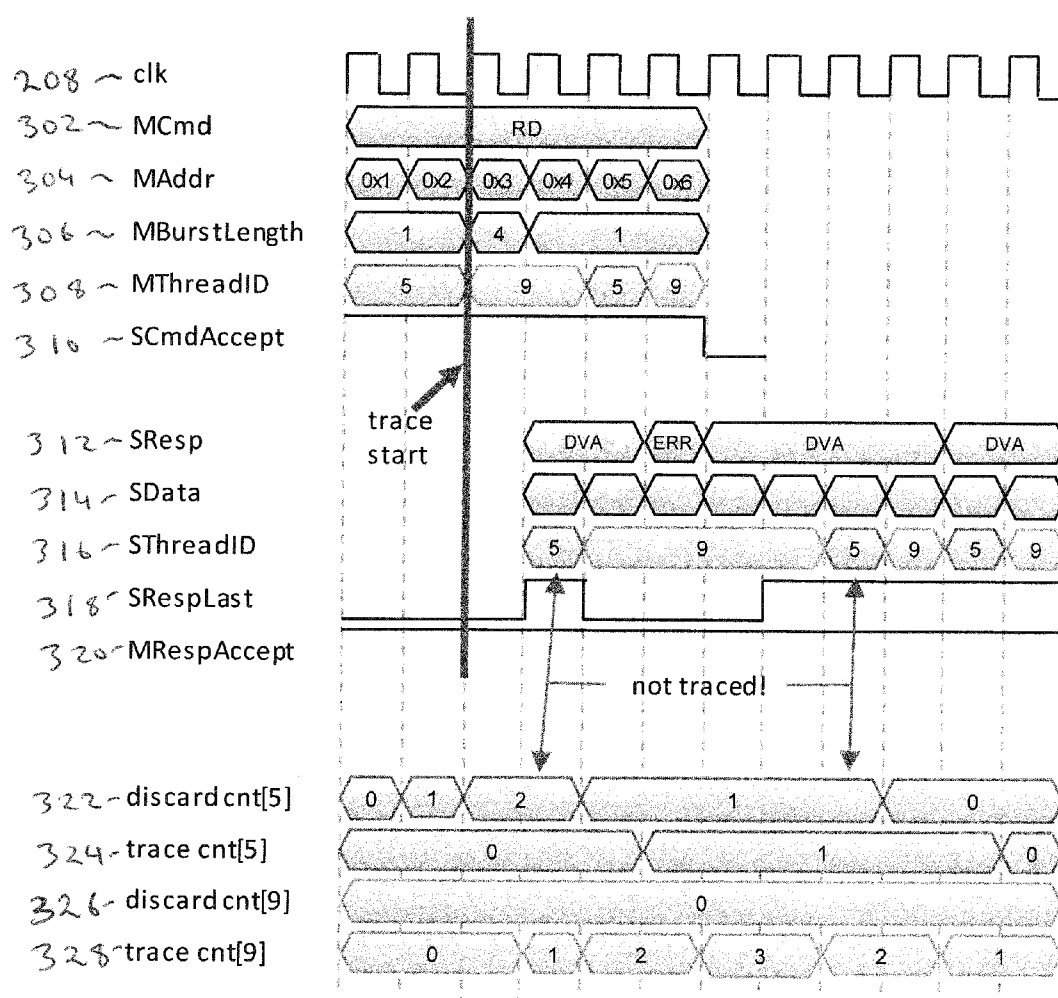 208 ~ clk
302 ~ MCmd RD
304 ~ MAddr 0x1 0x2 0x3 0x4 0x5 0x6
306 ~ MBurstLength 1 4 1
308 ~ MThreadID 5 9 5 9
310 ~ SCmdAccept
trace
start
312 ~ SResp DVA ERR DVA DVA
314 - SData
316 ~ SThreadID 5 9 5 9 5 9
318 - SRespLast
320 - MRespAccept
not traced!
322 - discard cnt[5] 0 1 2 1 0
324 - trace cnt[5] 0 1 0
326 - discard cnt[9] 0
328 - trace cnt[9] 0 1 2 3 2 1